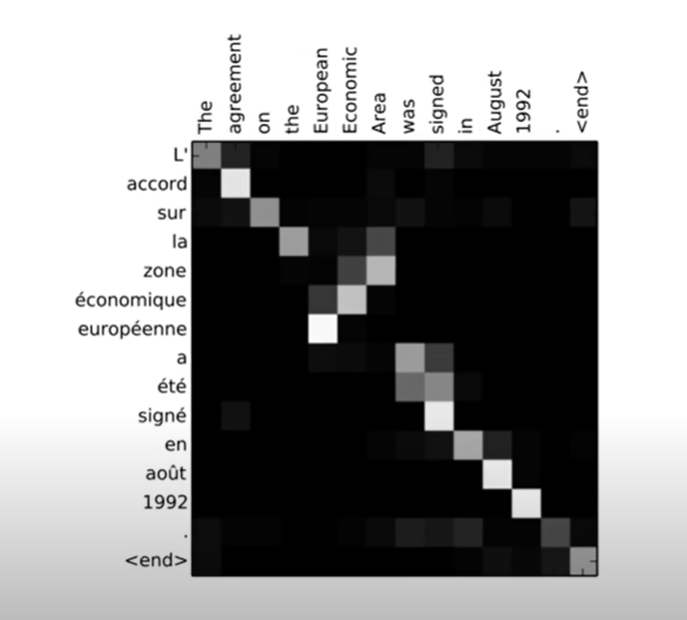 The
agreement
on
the
European
Economic
Area
was
signed
in
August
1992
.
<end>
L'
accord
sur
la
zone
économique
européenne
a
été
signé
en
août
1992
.
<end>